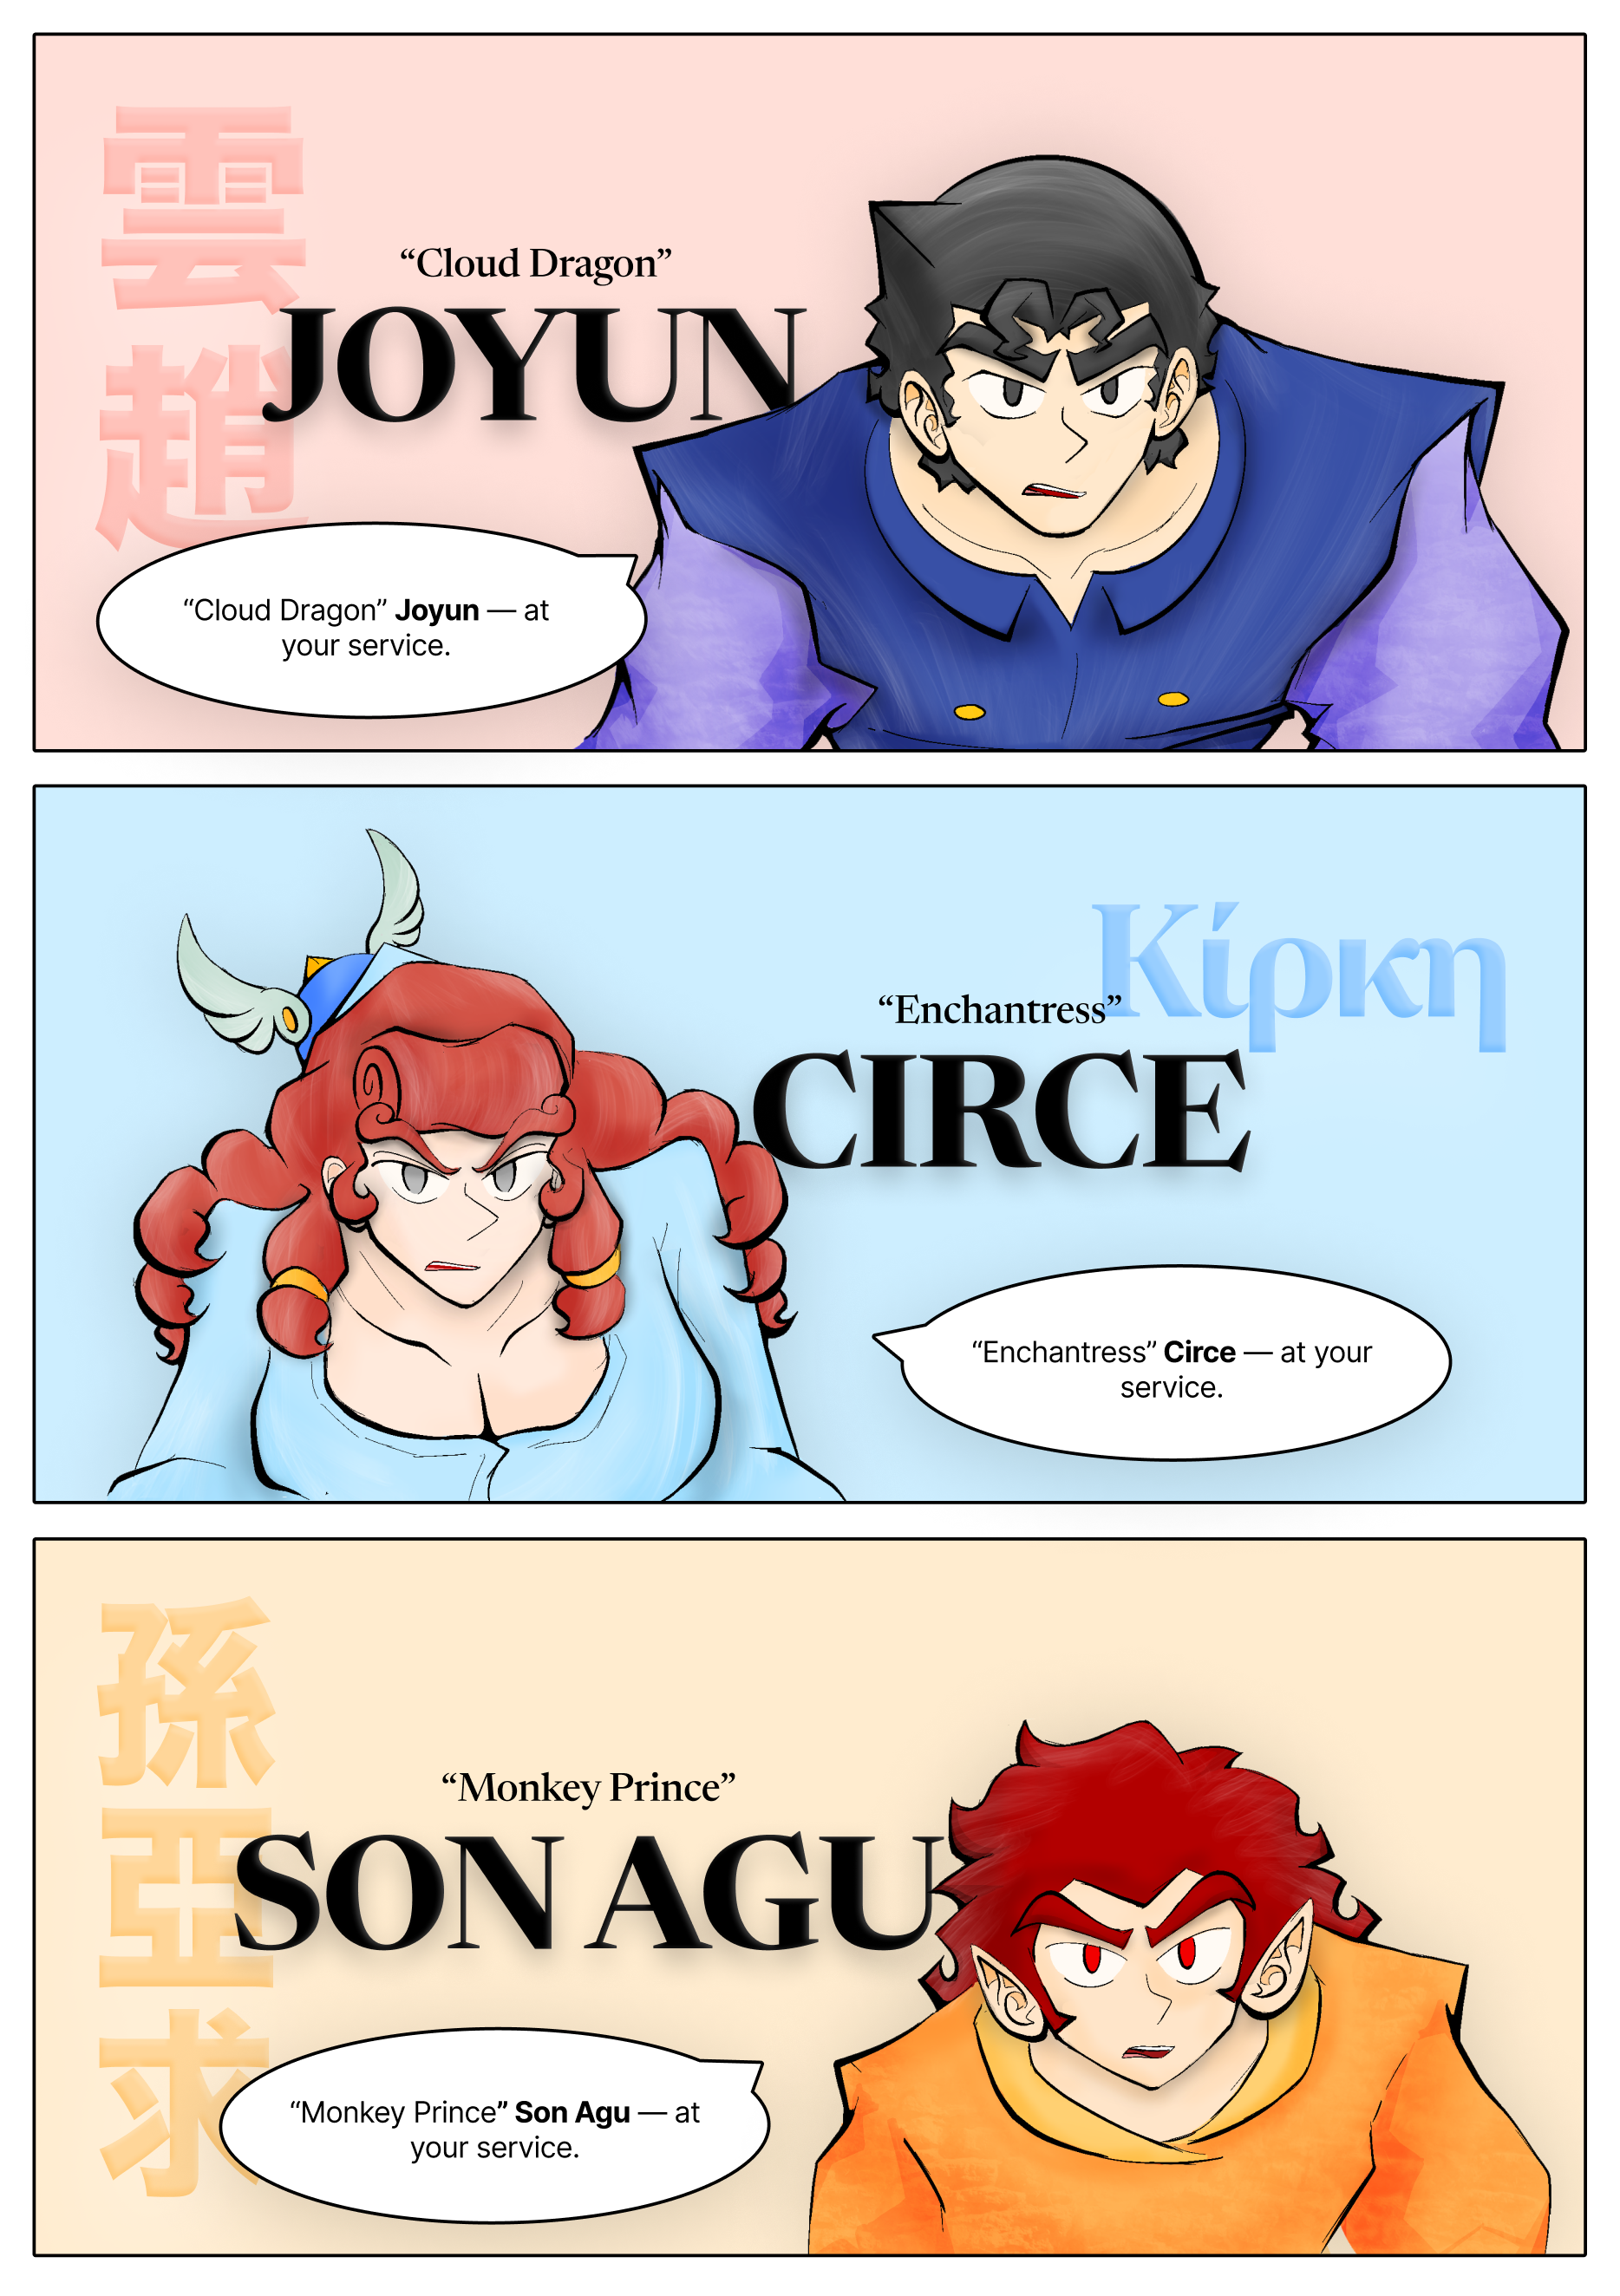 雲趙
“Cloud Dragon”
JOYUN
“Cloud Dragon” Joyun — at
your service.
Κίρκη
“Enchantress”
CIRCE
“Enchantress” Circe — at your
service.
孫亞求
“Monkey Prince”
SON AGU
“Monkey Prince” Son Agu — at
your service.